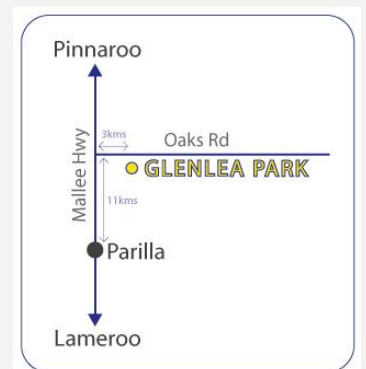 Pinnaroo
3kms
Oaks Rd
Mallee Hwy
GLENLEA PARK
11kms
Parilla
Lameroo